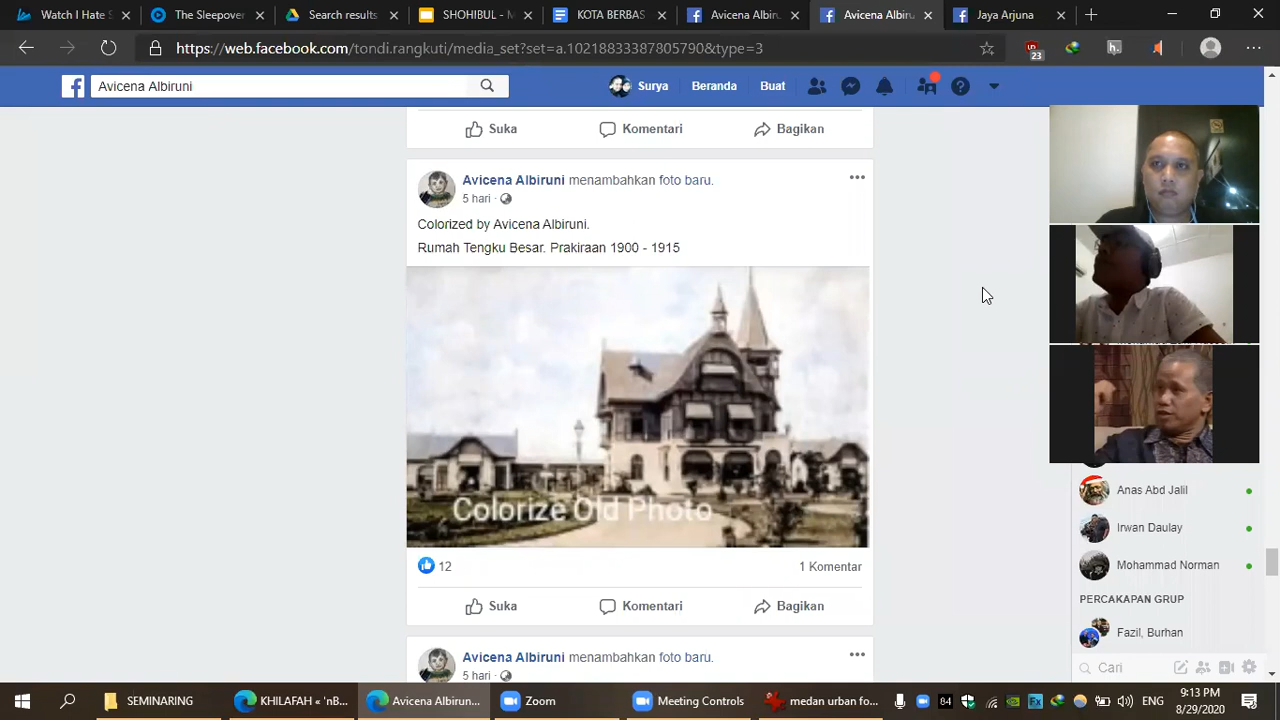 Watch I Hate S
The Sleepover
Search results
SHOHIBUL - M
KOTA BERBAS
Avicena Albiru
Avicena Albiru
Jaya Arjuna
https://web.facebook.com/tondi.rangkuti/media_set?set=a.10218833387805790&type=3
23
Avicena Albiruni
Surya
Beranda
Buat
Suka
Komentari
Bagikan
Avicena Albiruni menambahkan foto baru.
5 hari ·
Colorized by Avicena Albiruni.
Rumah Tengku Besar. Prakiraan 1900 - 1915
Colorize Old Photo
12
1 Komentar
Suka
Komentari
Bagikan
Avicena Albiruni menambahkan foto baru.
5 hari ·
Anas Abd Jalil
Irwan Daulay
Mohammad Norman
PERCAKAPAN GRUP
Fazil, Burhan
Cari
SEMINARING
KHILAFAH « 'nB...
Avicena Albirun...
Zoom
Meeting Controls
medan urban fo...
84
ENG
9:13 PM
8/29/2020